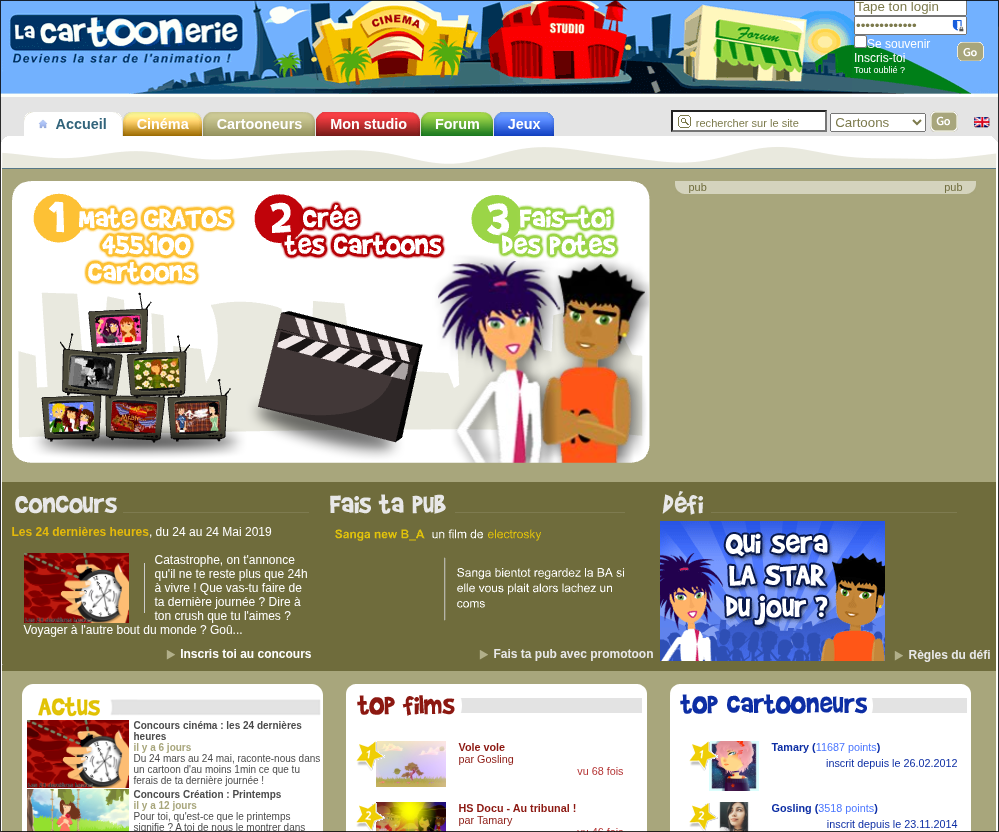 La cartoonerie
Deviens la star de l'animation !
CINEMA
STUDIO
Forum
Tape ton login
Se souvenir
Inscris-toi
Tout oublié ?
Go
Accueil
Cinéma
Cartooneurs
Mon studio
Forum
Jeux
rechercher sur le site
Cartoons
Go
1 Mate GRATOS
455.100
Cartoons
2 Crée
tes Cartoons
3 Fais-toi
Des Potes
pub pub
Concours
Les 24 dernières heures, du 24 au 24 Mai 2019
Catastrophe, on t'annonce
qu'il ne te reste plus que 24h
à vivre ! Que vas-tu faire de
ta dernière journée ? Dire à
ton crush que tu l'aimes ?
Voyager à l'autre bout du monde ? Goû...
Inscris toi au concours
Fais ta pub
Sanga new B_A un film de electrosky
Sanga bientot regardez la BA si
elle vous plait alors lachez un
coms
Fais ta pub avec promotoon
Défi
Qui sera
LA STAR
Du jour ?
Règles du défi
Actus
Concours cinéma : les 24 dernières
heures
il y a 6 jours
Du 24 mars au 24 mai, raconte-nous dans
un cartoon d'au moins 1min ce que tu
ferais de ta dernière journée !
Concours Création : Printemps
il y a 12 jours
Pour toi, qu'est-ce que le printemps
signifie ? A toi de nous le montrer dans
top films
1
Vole vole
par Gosling
vu 68 fois
2
HS Docu - Au tribunal !
par Tamary
vu 46 fois
top cartooneurs
1
Tamary (11687 points)
inscrit depuis le 26.02.2012
2
Gosling (3518 points)
inscrit depuis le 23.11.2014